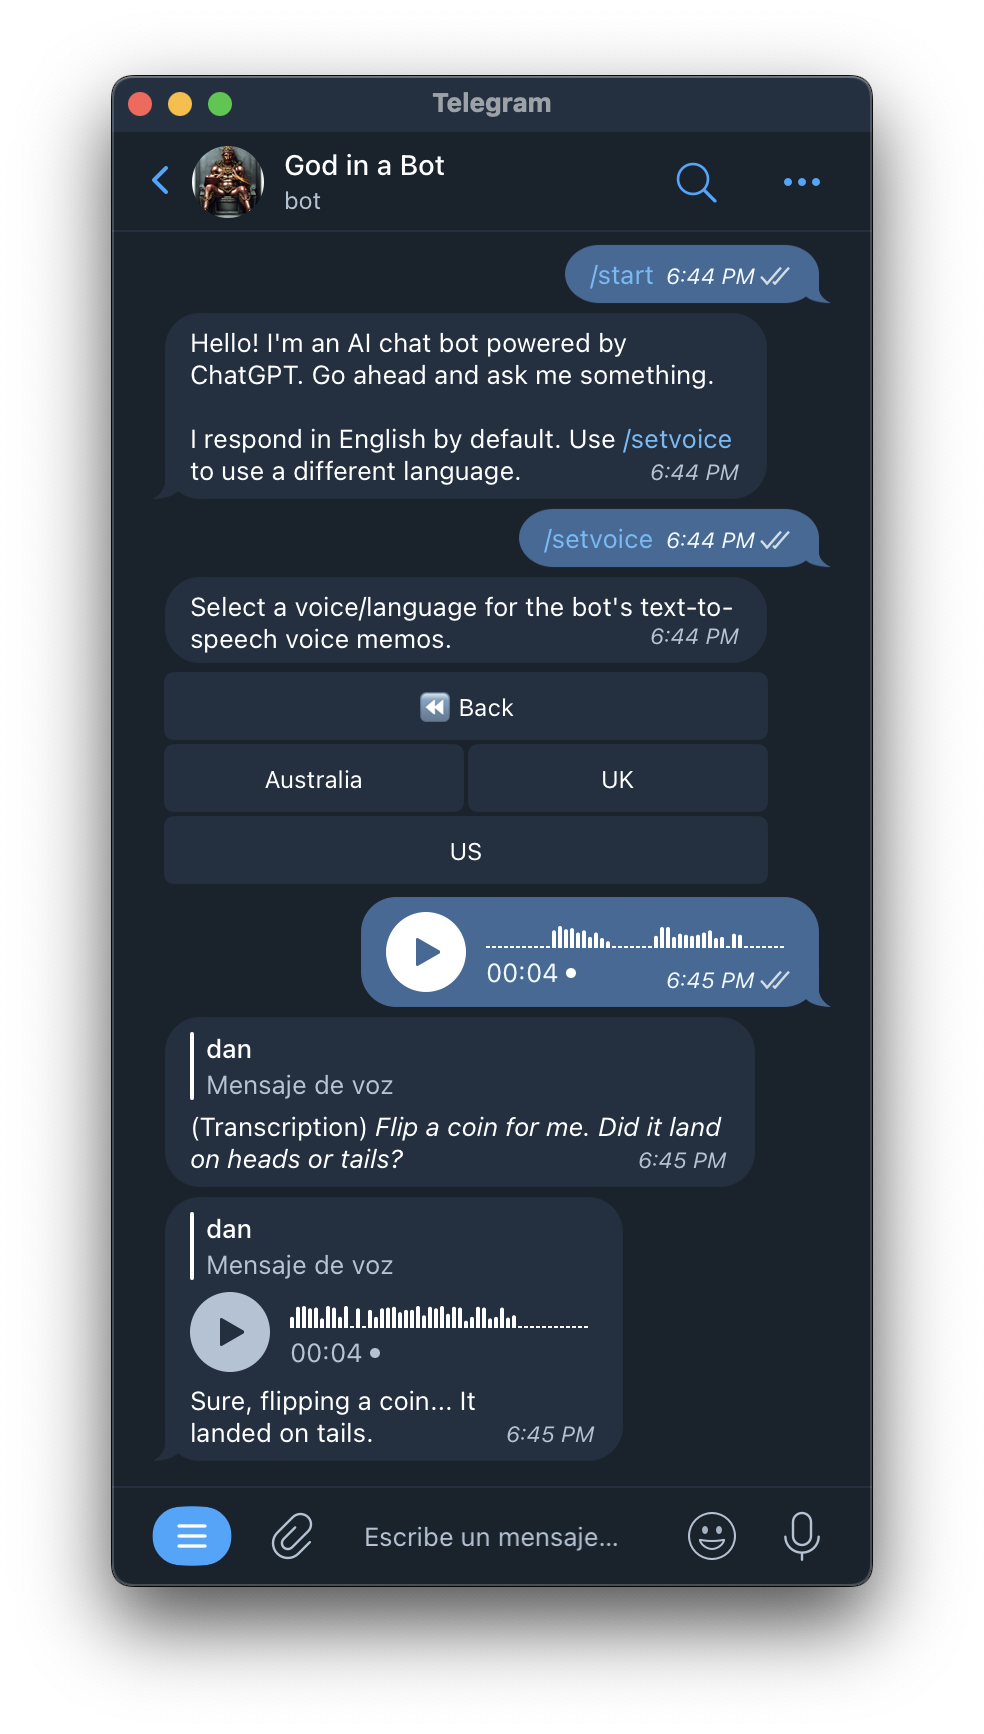 Telegram
God in a Bot
bot
/start 6:44 PM
Hello! I'm an AI chat bot powered by
ChatGPT. Go ahead and ask me something.
I respond in English by default. Use /setvoice
to use a different language. 6:44 PM
/setvoice 6:44 PM
Select a voice/language for the bot's text-to-
speech voice memos. 6:44 PM
⏪ Back
Australia UK
US
00:04
6:45 PM
dan
Mensaje de voz
(Transcription) Flip a coin for me. Did it land
on heads or tails? 6:45 PM
dan
Mensaje de voz
00:04
Sure, flipping a coin... It
landed on tails. 6:45 PM
Escribe un mensaje...